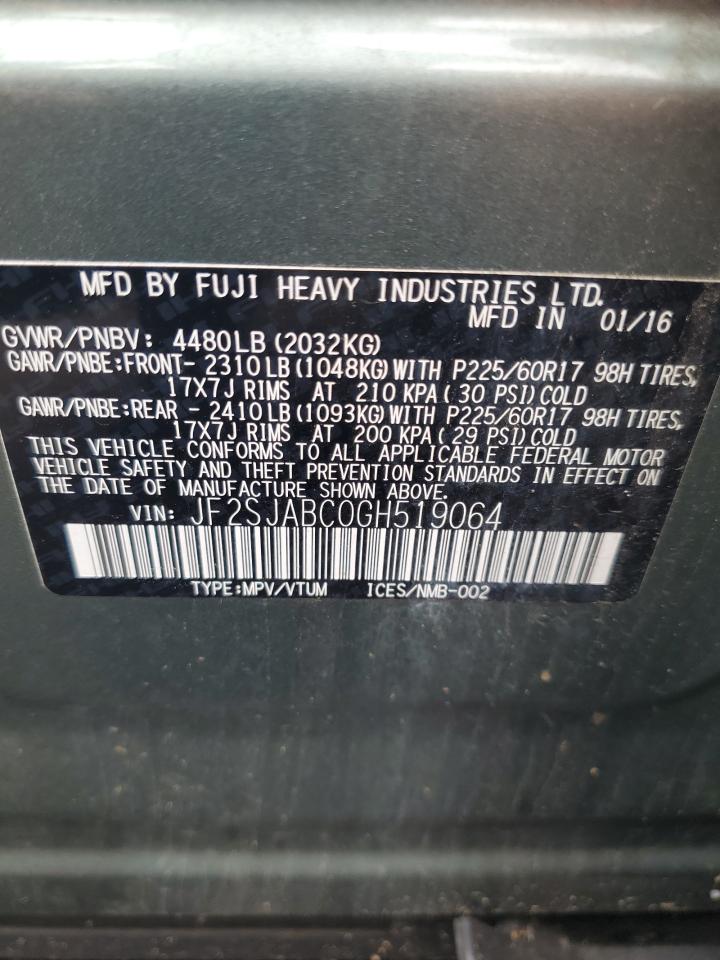 MFD BY FUJI HEAVY INDUSTRIES LTD.
MFD IN 01/16
GVWR/PNBV: 4480LB(2032KG)
GAWR/PNBE:FRONT- 2310LB(1048KG)WITH P225/60R17 98H TIRES,
17X7J RIMS AT 210 KPA( 30 PSI)COLD
GAWR/PNBE:REAR - 2410LB(1093KG)WITH P225/60R17 98H TIRES,
17X7J RIMS AT 200 KPA( 29 PSI)COLD
THIS VEHICLE CONFORMS TO ALL APPLICABLE FEDERAL MOTOR
VEHICLE SAFETY AND THEFT PREVENTION STANDARDS IN EFFECT ON
THE DATE OF MANUFACTURE SHOWN ABOVE.
VIN: JF2SJABC0GH519064
TYPE:MPV/VTUM ICES/NMB-002